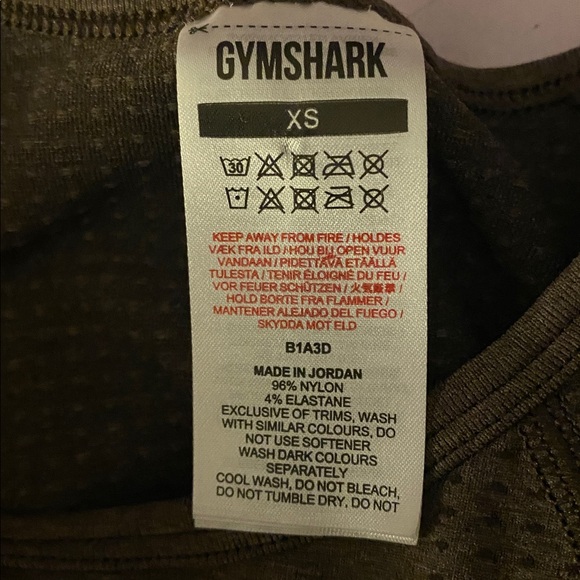 GYMSHARK
XS
30
KEEP AWAY FROM FIRE / HOLDES
VÆK FRA ILD / HOU BIJ OPEN VUUR
VANDAAN / PIDETTÄVÄ ETÄÄLLÄ
TULESTA / TENIR ÉLOIGNÉ DU FEU /
VOR FEUER SCHÜTZEN / 火気厳禁 /
HOLD BORTE FRA FLAMMER /
MANTENER ALEJADO DEL FUEGO /
SKYDDA MOT ELD
B1A3D
MADE IN JORDAN
96% NYLON
4% ELASTANE
EXCLUSIVE OF TRIMS, WASH
WITH SIMILAR COLOURS, DO
NOT USE SOFTENER
WASH DARK COLOURS
SEPARATELY
COOL WASH, DO NOT BLEACH,
DO NOT TUMBLE DRY, DO NOT